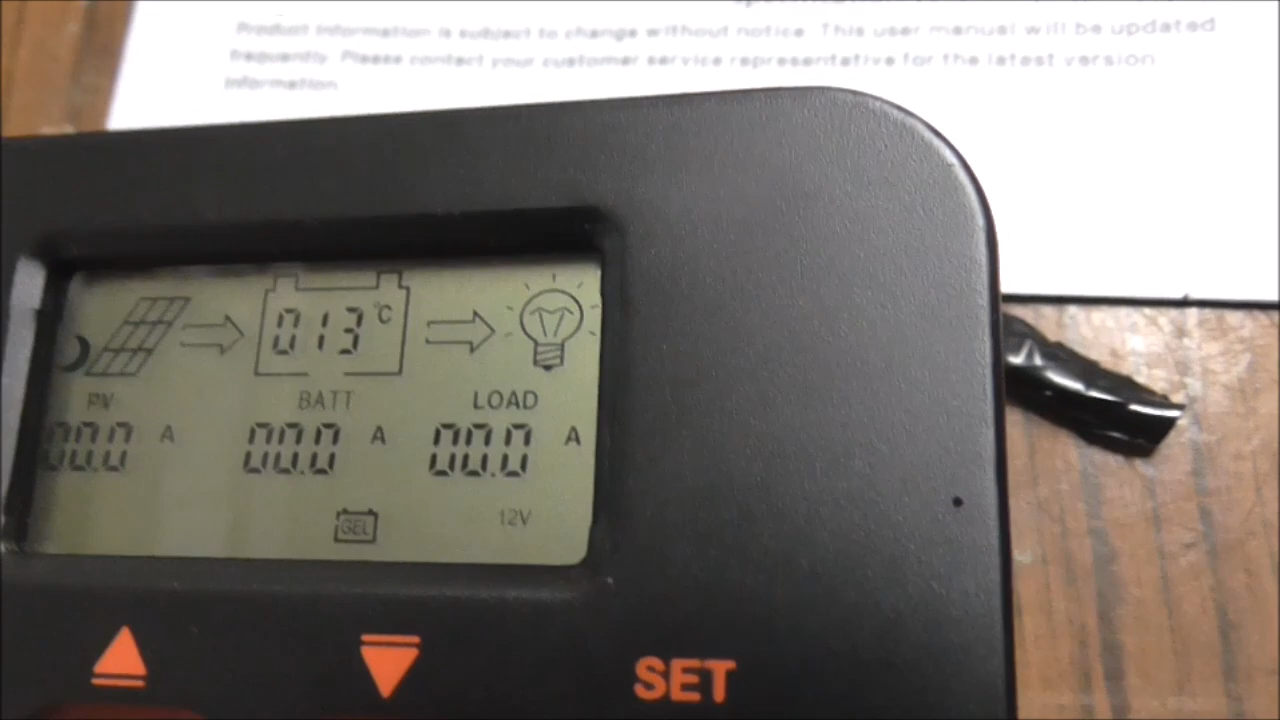 Product information is subject to change without notice. This user manual will be updated
frequently. Please contact your customer service representative for the latest version
information.
013 °C
PV BATT LOAD
00.0 A 00.0 A 00.0 A
GEL 12V
SET